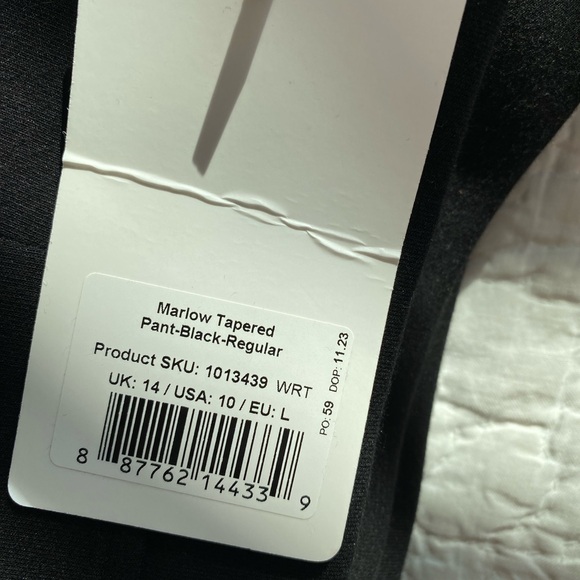 Marlow Tapered
Pant-Black-Regular
Product SKU: 1013439 WRT
UK: 14 / USA: 10 / EU: L
8 87762 14433 9
PO: 59 DOP: 11.23